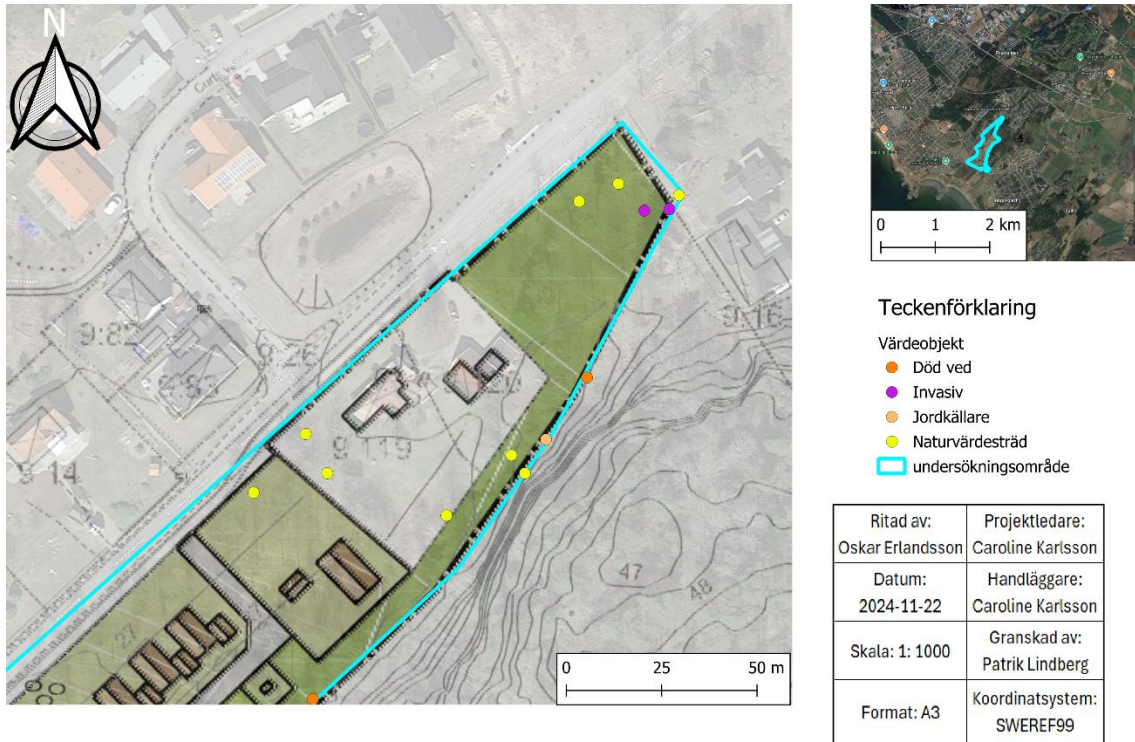 N
9:82
9:26
9:14
9:119
9:16
27
47
48
0 25 50 m
0 1 2 km
Teckenförklaring
Värdeobjekt
Död ved
Invasiv
Jordkällare
Naturvärdesträd
undersökningsområde
Ritad av:
Oskar Erlandsson
Projektledare:
Caroline Karlsson
Datum:
2024-11-22
Handläggare:
Caroline Karlsson
Skala: 1: 1000
Granskad av:
Patrik Lindberg
Format: A3
Koordinatsystem:
SWEREF99